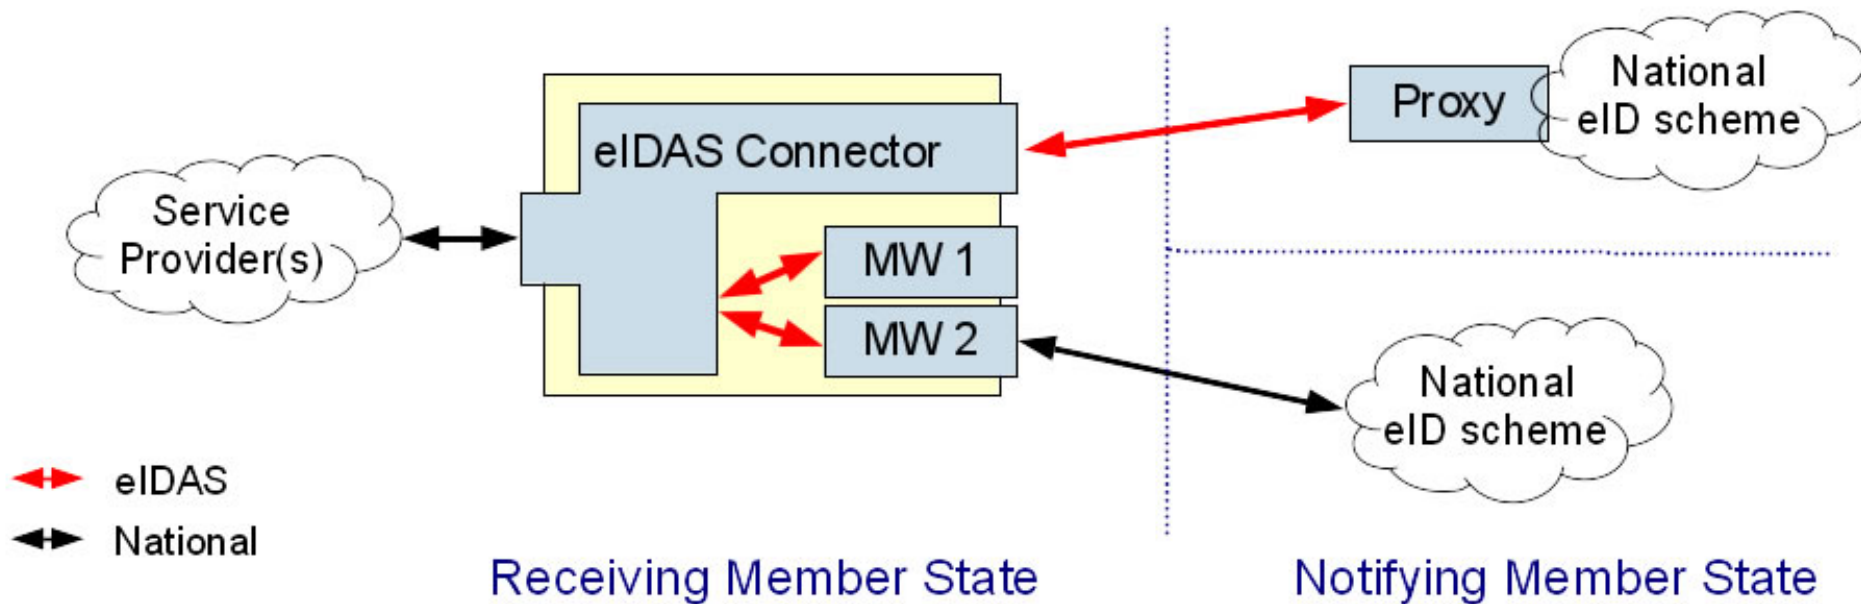 National
eID scheme
Proxy
eIDAS Connector
Service
Provider(s)
MW 1
MW 2
National
eID scheme
eIDAS
National
Receiving Member State
Notifying Member State